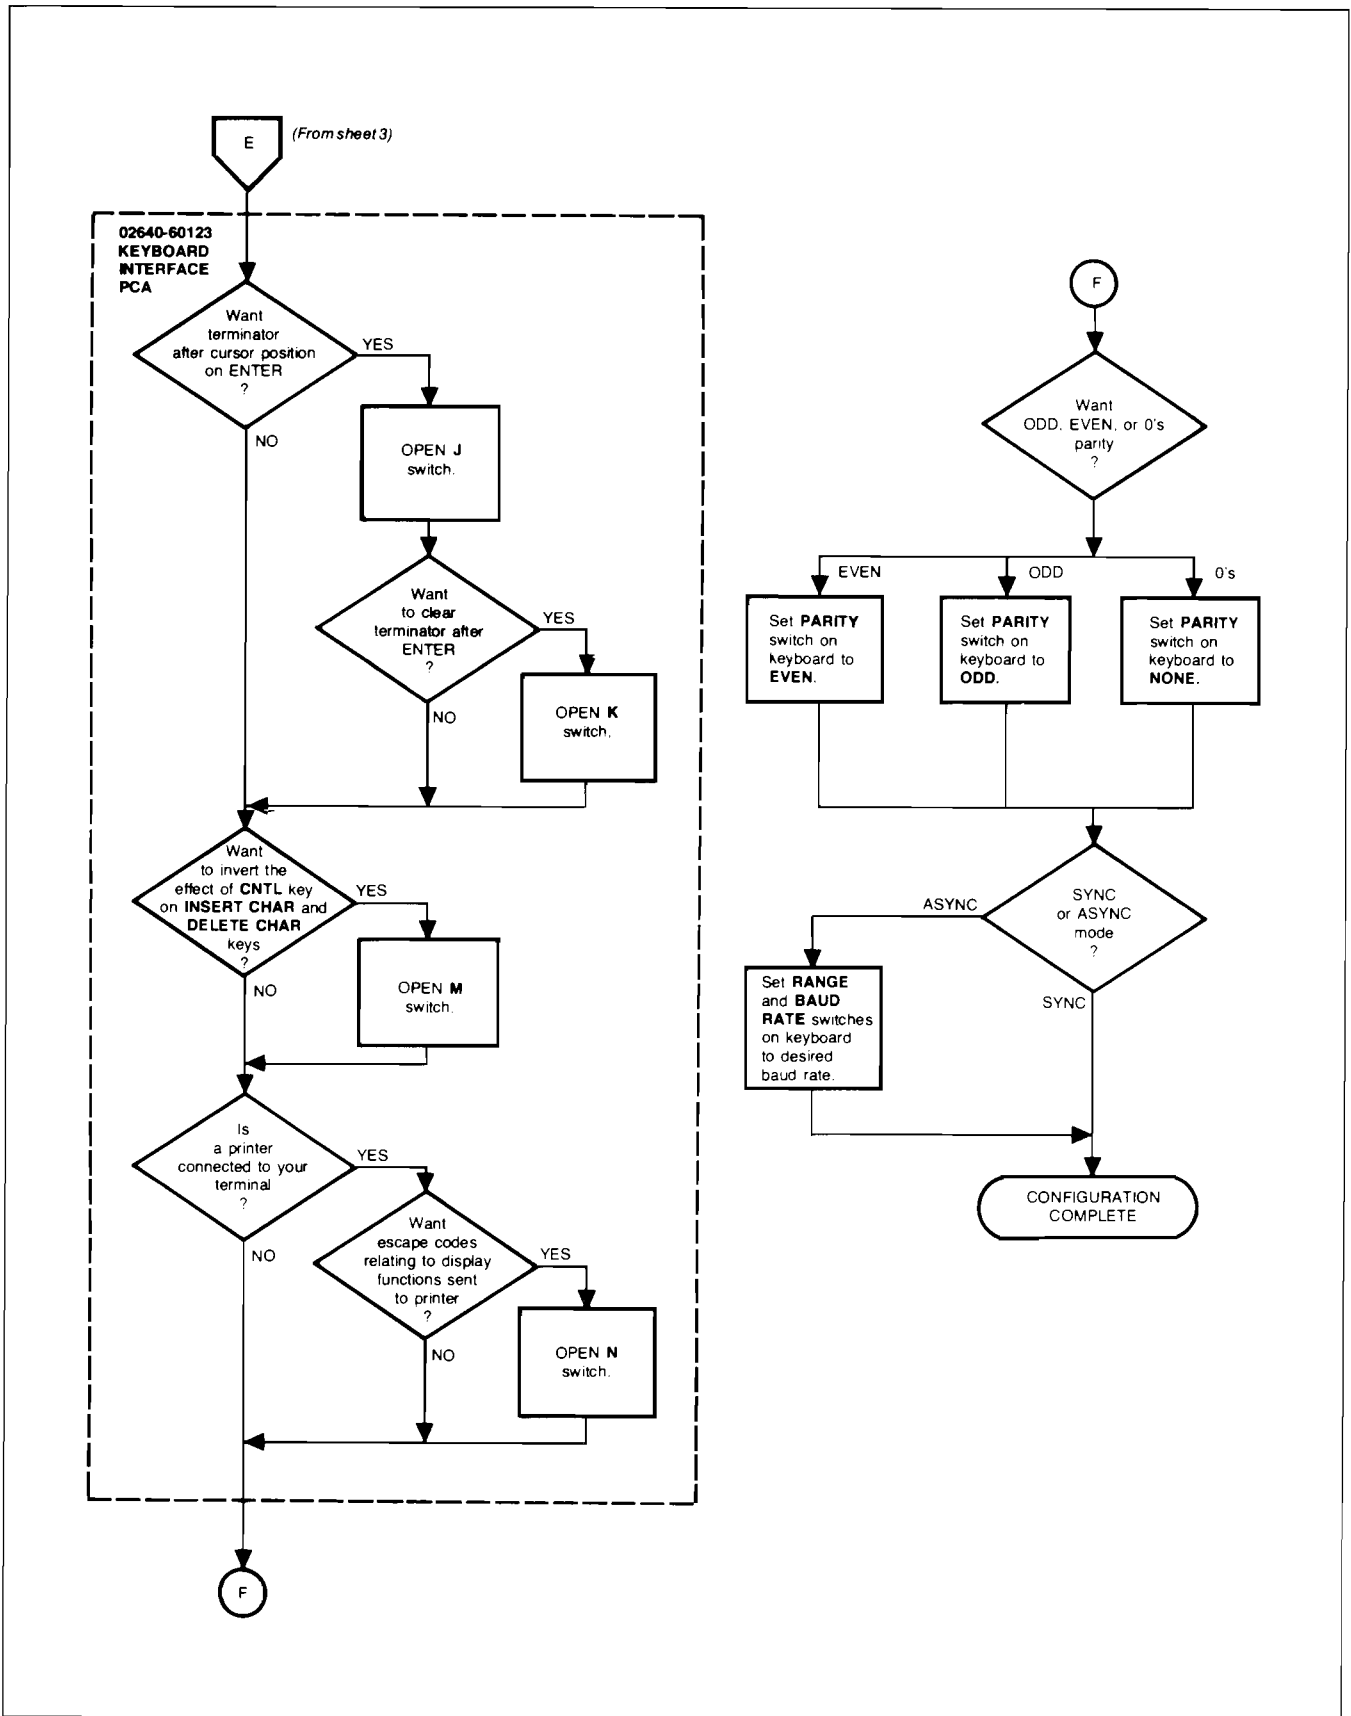 E
(From sheet 3)
02640-60123
KEYBOARD
INTERFACE
PCA
Want
terminator
after cursor position
on ENTER
?
YES
NO
OPEN J
switch.
Want
to clear
terminator after
ENTER
?
YES
NO
OPEN K
switch.
Want
to invert the
effect of CNTL key
on INSERT CHAR and
DELETE CHAR
keys
?
YES
NO
OPEN M
switch.
Is
a printer
connected to your
terminal
?
YES
NO
Want
escape codes
relating to display
functions sent
to printer
?
YES
NO
OPEN N
switch.
F
F
Want
ODD, EVEN, or 0's
parity
?
EVEN
ODD
0's
Set PARITY
switch on
keyboard to
EVEN.
Set PARITY
switch on
keyboard to
ODD.
Set PARITY
switch on
keyboard to
NONE.
SYNC
or ASYNC
mode
?
ASYNC
SYNC
Set RANGE
and BAUD
RATE switches
on keyboard
to desired
baud rate.
CONFIGURATION
COMPLETE